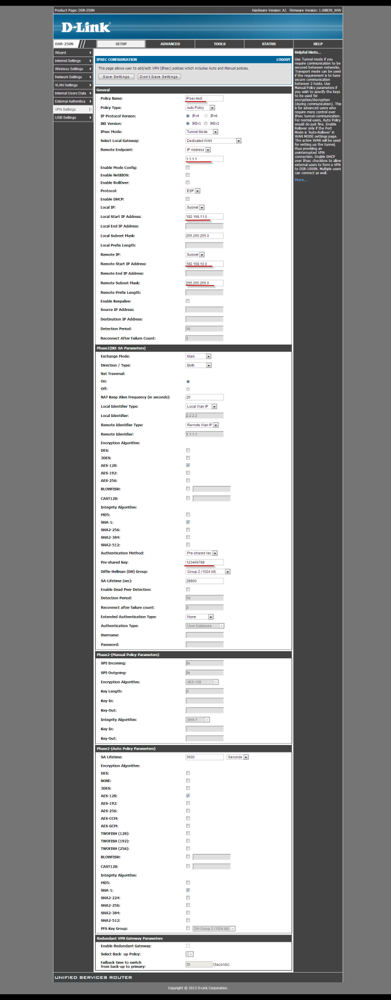 Product Page: DSR-250N
Hardware Version: A1 Firmware Version: 1.08B39_WW
D-Link
DSR-250N
SETUP
ADVANCED
TOOLS
STATUS
HELP
Wizard
Internet Settings
Wireless Settings
Network Settings
VLAN Settings
Internal Users Data
External Authentica
VPN Settings
USB Settings
IPSEC CONFIGURATION
LOGOUT
This page allows user to add/edit VPN (IPsec) policies which includes Auto and Manual policies.
Save Settings
Don't Save Settings
General
Policy Name: IPsec-test
Policy Type: Auto Policy
IP Protocol Version: IPv4 IPv6
IKE Version: IKEv1 IKEv2
IPsec Mode: Tunnel Mode
Select Local Gateway: Dedicated WAN
Remote Endpoint: IP Address
1.1.1.1
Enable Mode Config:
Enable NetBIOS:
Enable RollOver:
Protocol: ESP
Enable DHCP:
Local IP: Subnet
Local Start IP Address: 192.168.11.0
Local End IP Address:
Local Subnet Mask: 255.255.255.0
Local Prefix Length:
Remote IP: Subnet
Remote Start IP Address: 192.168.10.0
Remote End IP Address:
Remote Subnet Mask: 255.255.255.0
Remote Prefix Length:
Enable Keepalive:
Source IP Address:
Destination IP Address:
Detection Period: 10
Reconnect After Failure Count: 3
Phase1(IKE SA Parameters)
Exchange Mode: Main
Direction / Type: Both
Nat Traversal:
On:
Off:
NAT Keep Alive Frequency (in seconds): 20
Local Identifier Type: Local Wan IP
Local Identifier: 2.2.2.2
Remote Identifier Type: Remote Wan IP
Remote Identifier: 1.1.1.1
Encryption Algorithm:
DES:
3DES:
AES-128:
AES-192:
AES-256:
BLOWFISH:
CAST128:
Integrity Algorithm:
MD5:
SHA-1:
SHA2-256:
SHA2-384:
SHA2-512:
Authentication Method: Pre-shared key
Pre-shared key: 123456789
Diffie-Hellman (DH) Group: Group 2 (1024 bit)
SA-Lifetime (sec): 28800
Enable Dead Peer Detection:
Detection Period: 10
Reconnect after failure count: 3
Extended Authentication Type: None
Authentication Type: User Database
Username:
Password:
Phase2-(Manual Policy Parameters)
SPI-Incoming: 0x
SPI-Outgoing: 0x
Encryption Algorithm: AES-128
Key Length: 0
Key-In:
Key-Out:
Integrity Algorithm: SHA-1
Key-In:
Key-Out:
Phase2-(Auto Policy Parameters)
SA Lifetime: 3600 Seconds
Encryption Algorithm:
DES:
NONE:
3DES:
AES-128:
AES-192:
AES-256:
AES-CCM:
AES-GCM:
TWOFISH (128):
TWOFISH (192):
TWOFISH (256):
BLOWFISH:
CAST128:
Integrity Algorithm:
MD5:
SHA-1:
SHA2-224:
SHA2-256:
SHA2-384:
SHA2-512:
PFS Key Group: DH Group 2 (1024 bit)
Redundant VPN Gateway Parameters
Enable Redundant Gateway:
Select Back- up Policy:
Failback time to switch
from back-up to primary: 30 (Seconds)
Helpful Hints...
Use Tunnel mode if you
require communication to be
secured between networks.
Transport mode can be used
if the requirement is to have
secure communication
between 2 hosts. Use
Manual Policy parameters if
you wish to specify the keys
to be used for
encryption/decryption
(during communication). This
is for advanced users who
require more control over
IPsec tunnel communication.
For normal users, Auto Policy
would do just fine. Enable
Rollover only if the Port
Mode is 'Auto-Rollover' in
WAN MODE settings page.
The active WAN will be used
for setting up the tunnel,
thus providing an
uninterrupted VPN
connection. Enable DHCP
over IPsec checkbox to allow
external users to form a VPN
to DSR-1000N. Multiple users
can connect as well.
More...
UNIFIED SERVICES ROUTER
Copyright © 2013 D-Link Corporation.